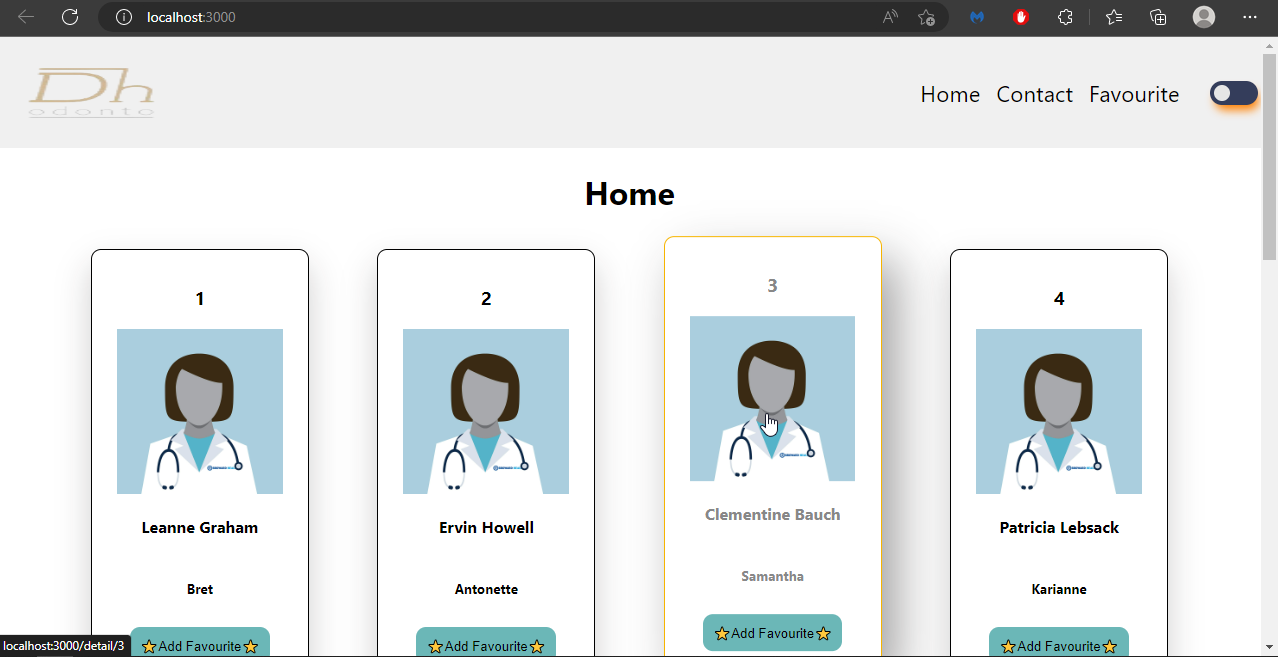 localhost:3000
Dh
odonto
Home Contact Favourite
Home
1
2
3
4
Leanne Graham
Ervin Howell
Clementine Bauch
Patricia Lebsack
Bret
Antonette
Samantha
Karianne
⭐Add Favourite⭐
⭐Add Favourite⭐
⭐Add Favourite⭐
⭐Add Favourite⭐
localhost:3000/detail/3